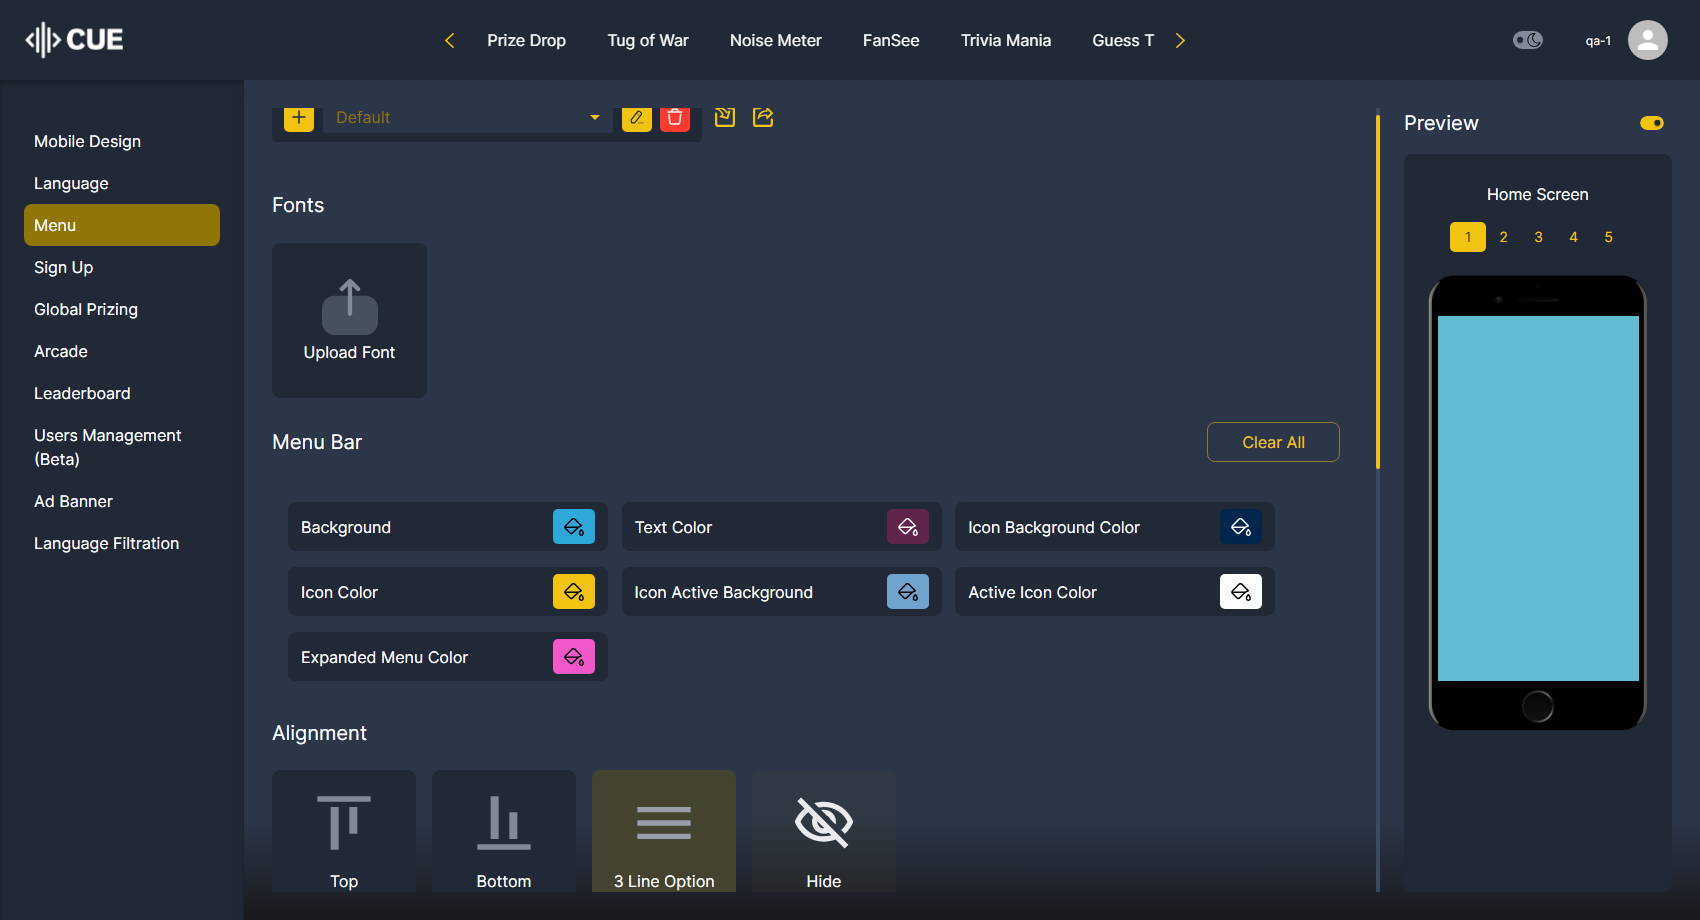 CUE
Prize Drop
Tug of War
Noise Meter
FanSee
Trivia Mania
Guess T
qa-1
Mobile Design
Language
Menu
Sign Up
Global Prizing
Arcade
Leaderboard
Users Management
(Beta)
Ad Banner
Language Filtration
Default
Fonts
Upload Font
Menu Bar
Clear All
Background
Text Color
Icon Background Color
Icon Color
Icon Active Background
Active Icon Color
Expanded Menu Color
Alignment
Top
Bottom
3 Line Option
Hide
Preview
Home Screen
1 2 3 4 5